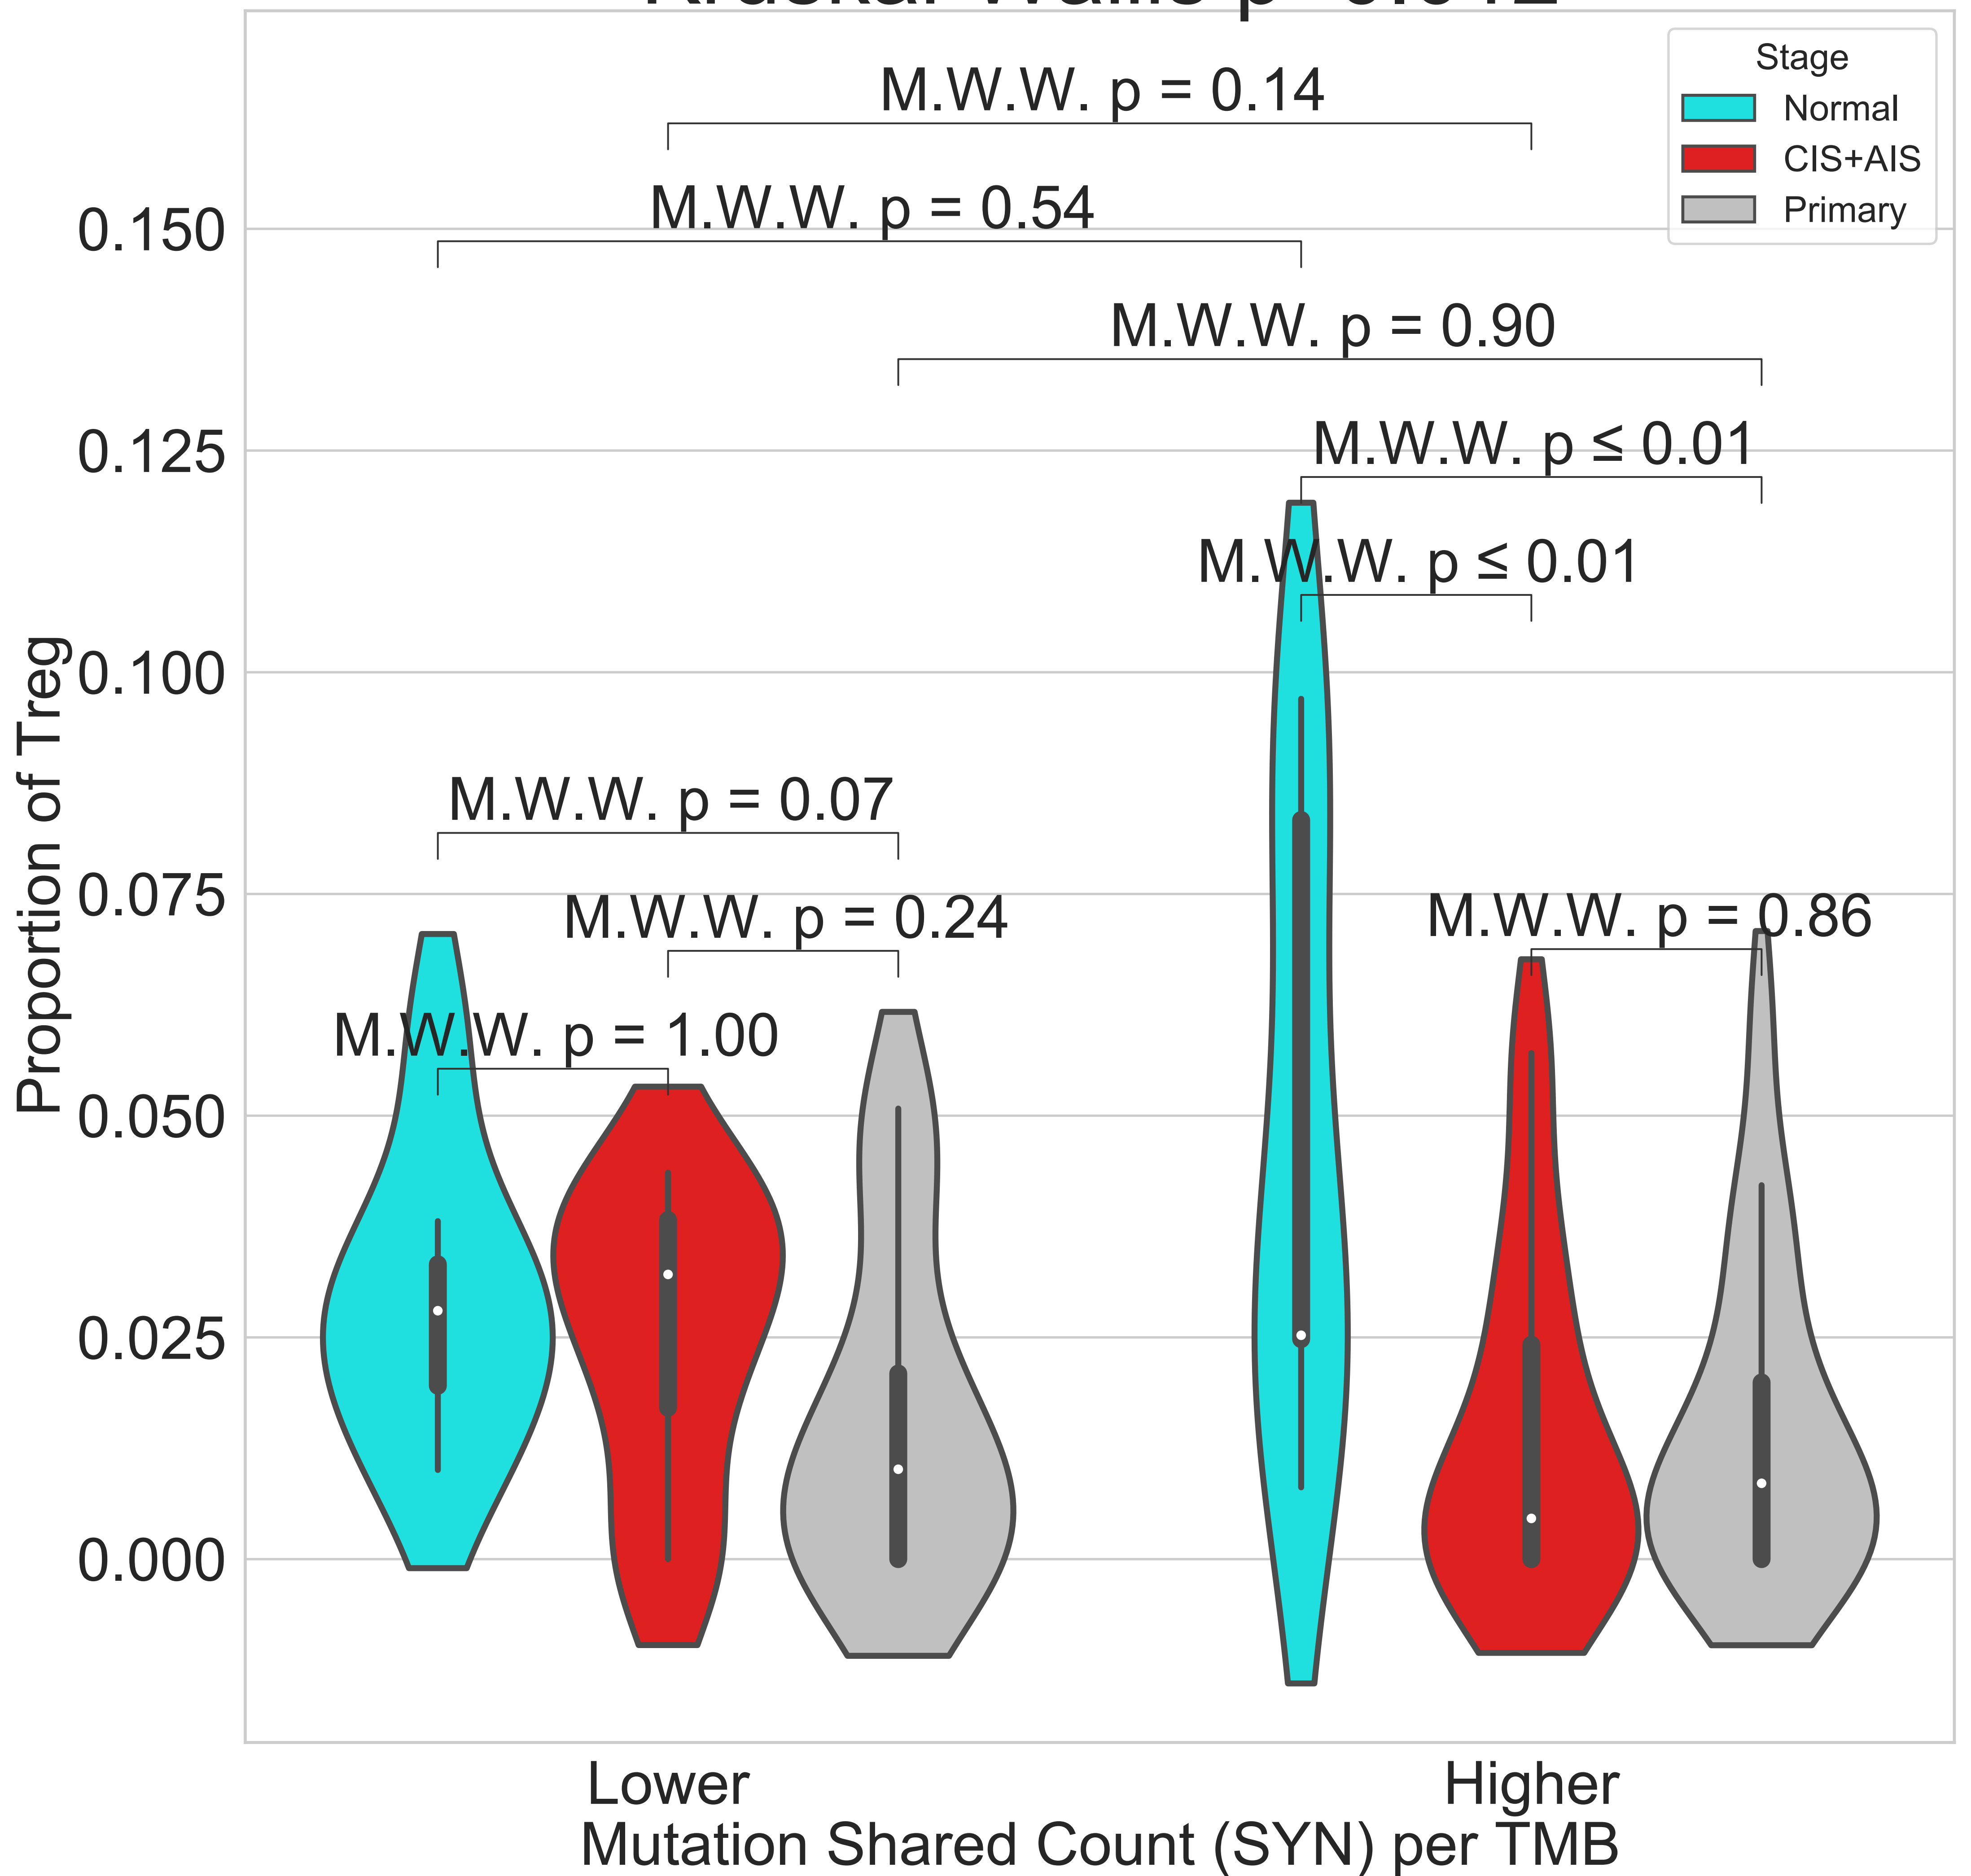 Stage
Normal
CIS+AIS
Primary
M.W.W. p = 0.14
M.W.W. p = 0.54
M.W.W. p = 0.90
M.W.W. p ≤ 0.01
M.W.W. p ≤ 0.01
M.W.W. p = 0.07
M.W.W. p = 0.24
M.W.W. p = 0.86
M.W.W. p = 1.00
0.150
0.125
0.100
0.075
0.050
0.025
0.000
Proportion of Treg
Lower
Higher
Mutation Shared Count (SYN) per TMB